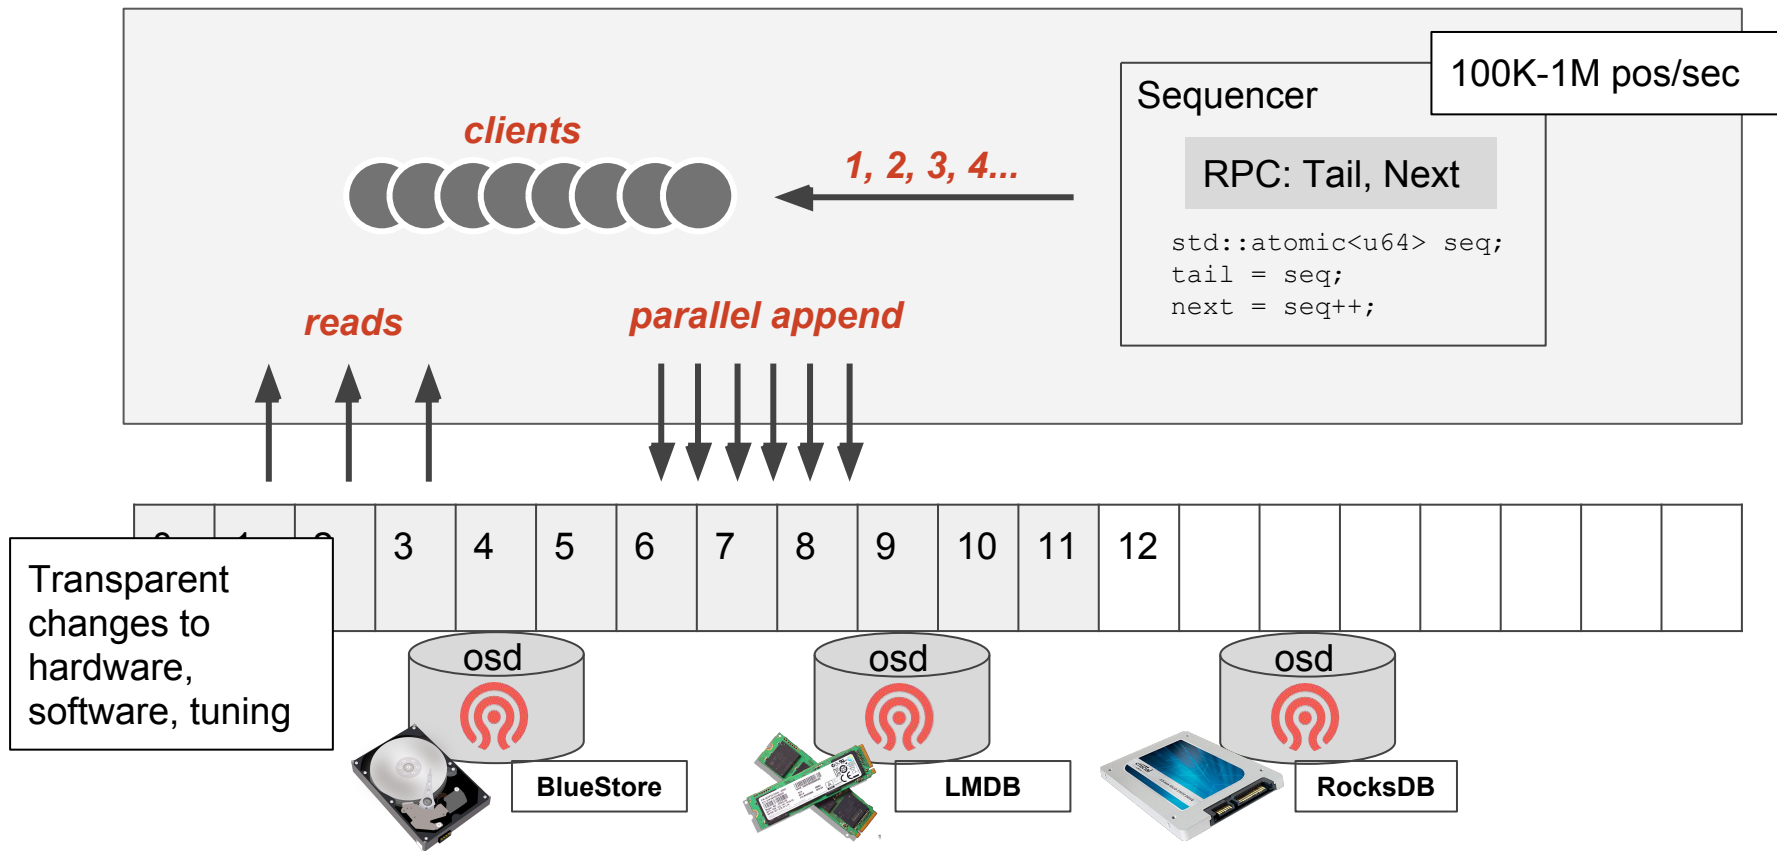 100K-1M pos/sec
Sequencer
RPC: Tail, Next
std::atomic<u64> seq;
tail = seq;
next = seq++;
clients
1, 2, 3, 4...
reads
parallel append
3 4 5 6 7 8 9 10 11 12
Transparent
changes to
hardware,
software, tuning
osd
osd
osd
BlueStore
LMDB
RocksDB